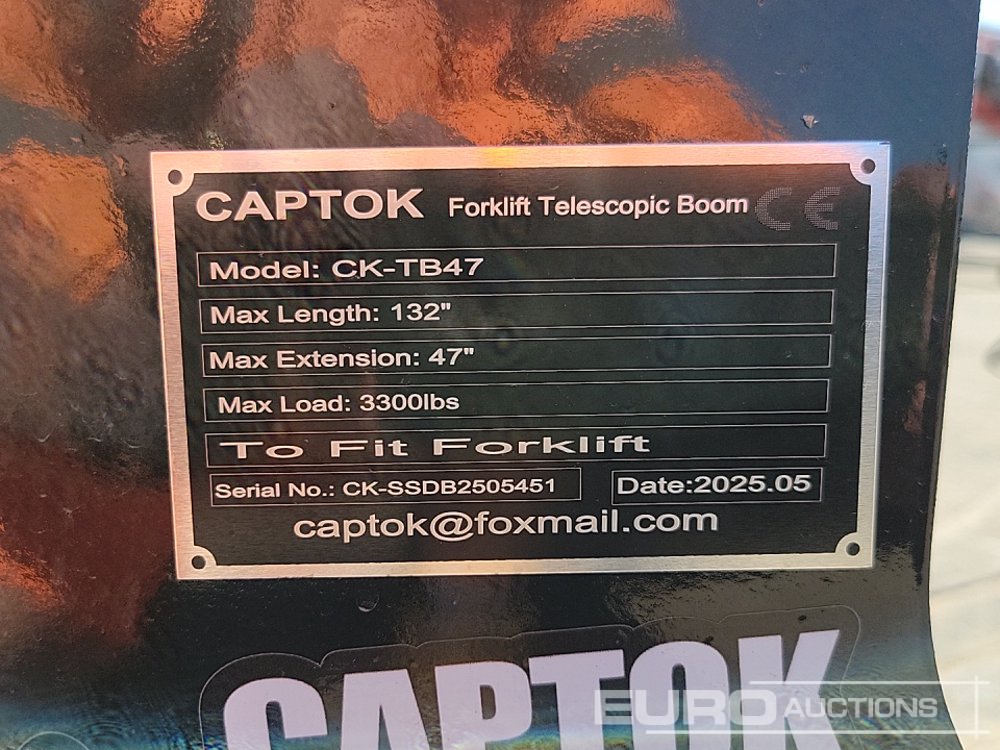 CAPTOK Forklift Telescopic Boom CE
Model: CK-TB47
Max Length: 132"
Max Extension: 47"
Max Load: 3300lbs
To Fit Forklift
Serial No.: CK-SSDB2505451 Date:2025.05
captok@foxmail.com
CAPTOK
EURO AUCTIONS